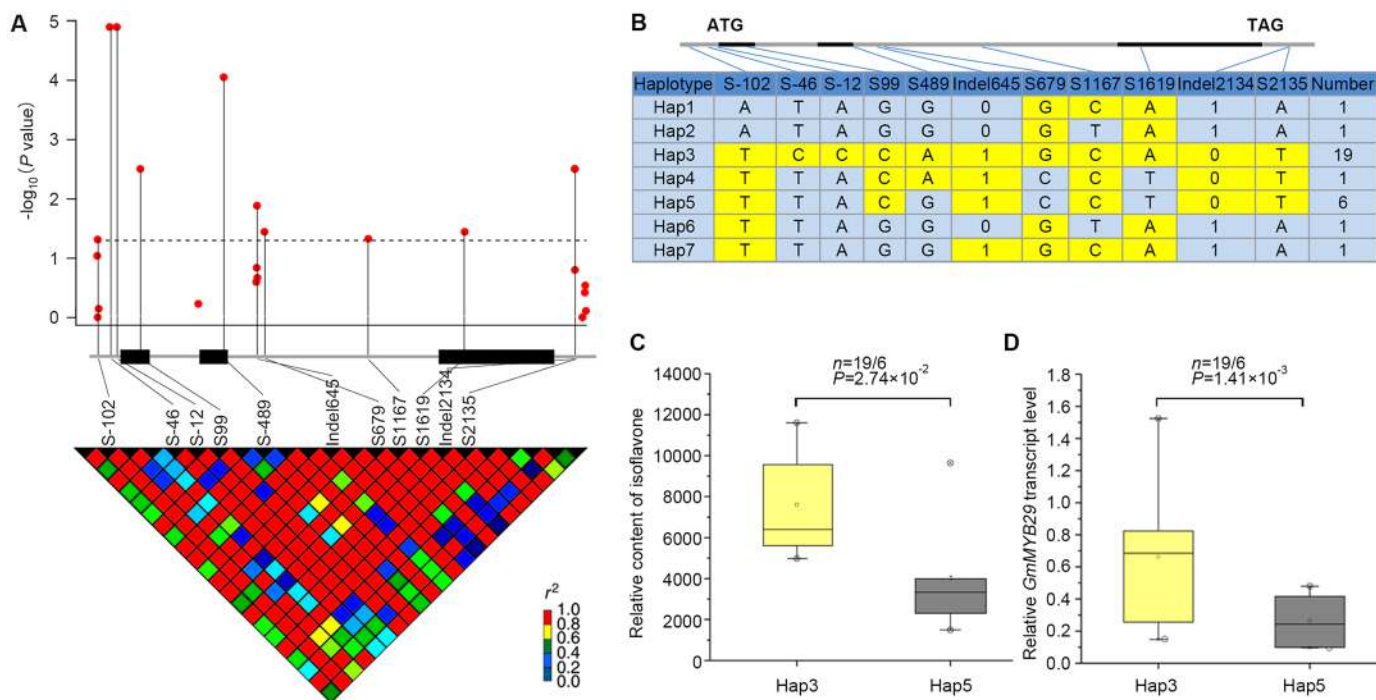 A
5
4
3
2
1
0
-log10 (P value)
S-102
S-46
S-12
S99
S-489
Indel645
S679
S1167
S1619
Indel2134
S2135
r2
1.0
0.8
0.6
0.4
0.2
0.0
B
ATG TAG
Haplotype S-102 S-46 S-12 S99 S489 Indel645 S679 S1167 S1619 Indel2134 S2135 Number
Hap1 A T A G G 0 G C A 1 A 1
Hap2 A T A G G 0 G T A 1 A 1
Hap3 T C C C A 1 G C A 0 T 19
Hap4 T T A C A 1 C C T 0 T 1
Hap5 T T A C G 1 C C T 0 T 6
Hap6 T T A G G 0 G T A 1 A 1
Hap7 T T A G G 1 G C A 1 A 1
C
n=19/6
P=2.74×10-2
14000
12000
10000
8000
6000
4000
2000
0
Relative content of isoflavone
Hap3 Hap5
D
n=19/6
P=1.41×10-3
1.8
1.6
1.4
1.2
1.0
0.8
0.6
0.4
0.2
0.0
Relative GmMYB29 transcript level
Hap3 Hap5